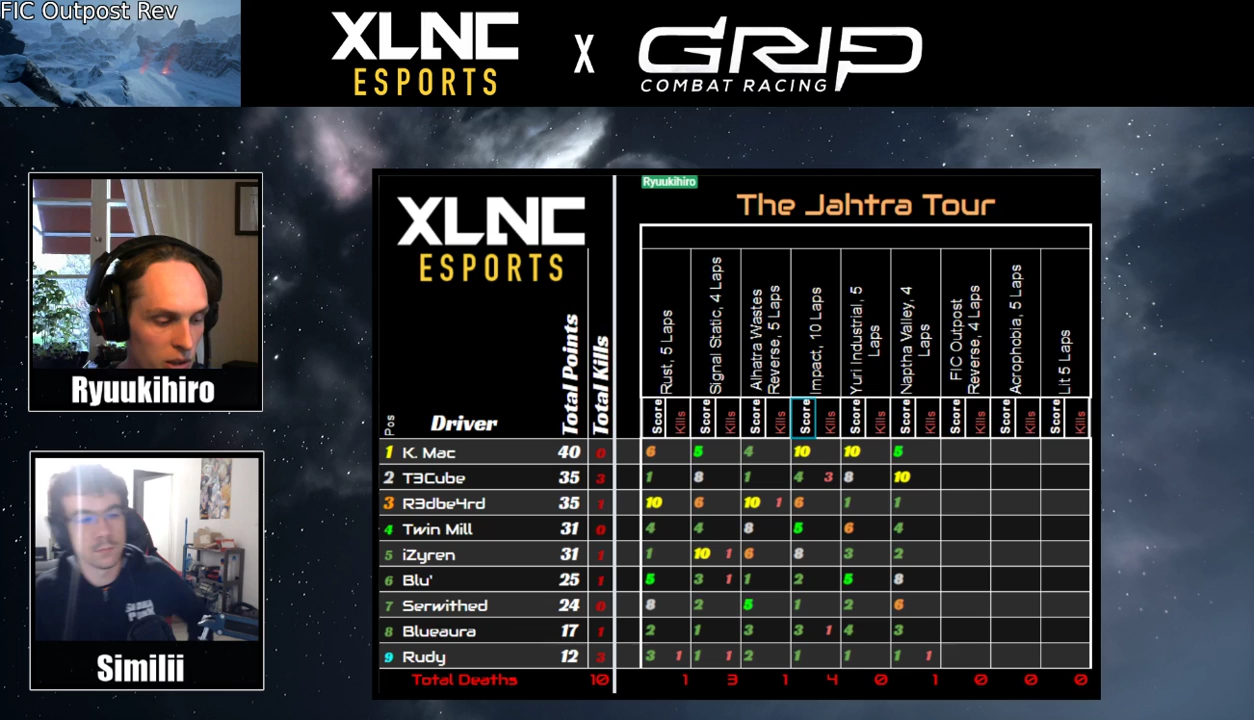 FIC Outpost Rev
XLNC
ESPORTS
X
GRIP
COMBAT RACING
Ryuukihiro
Similii
XLNC
ESPORTS
Ryuukihiro
The Jahtra Tour
Pos Driver Total Points Total Kills
Rust, 5 Laps
Signal Static, 4 Laps
Alhatra Wastes
Reverse, 5 Laps
Impact, 10 Laps
Yuri Industrial, 5
Laps
Naptha Valley, 4
Laps
FIC Outpost
Reverse, 4 Laps
Acrophobia, 5 Laps
Lit 5 Laps
Score Kills Score Kills Score Kills Score Kills Score Kills Score Kills Score Kills Score Kills Score Kills
1 K. Mac 40 0 6 5 4 10 10 5
2 T3Cube 35 3 1 8 1 4 3 8 10
3 R3dbe4rd 35 1 10 6 10 1 6 1 1
4 Twin Mill 31 0 4 4 8 5 6 4
5 iZyren 31 1 1 10 1 6 8 3 2
6 Blu' 25 1 5 3 1 1 2 5 8
7 Serwithed 24 0 8 2 5 1 2 6
8 Blueaura 17 1 2 1 3 3 1 4 3
9 Rudy 12 3 3 1 1 1 2 1 1 1 1
Total Deaths 10 1 3 1 4 0 1 0 0 0